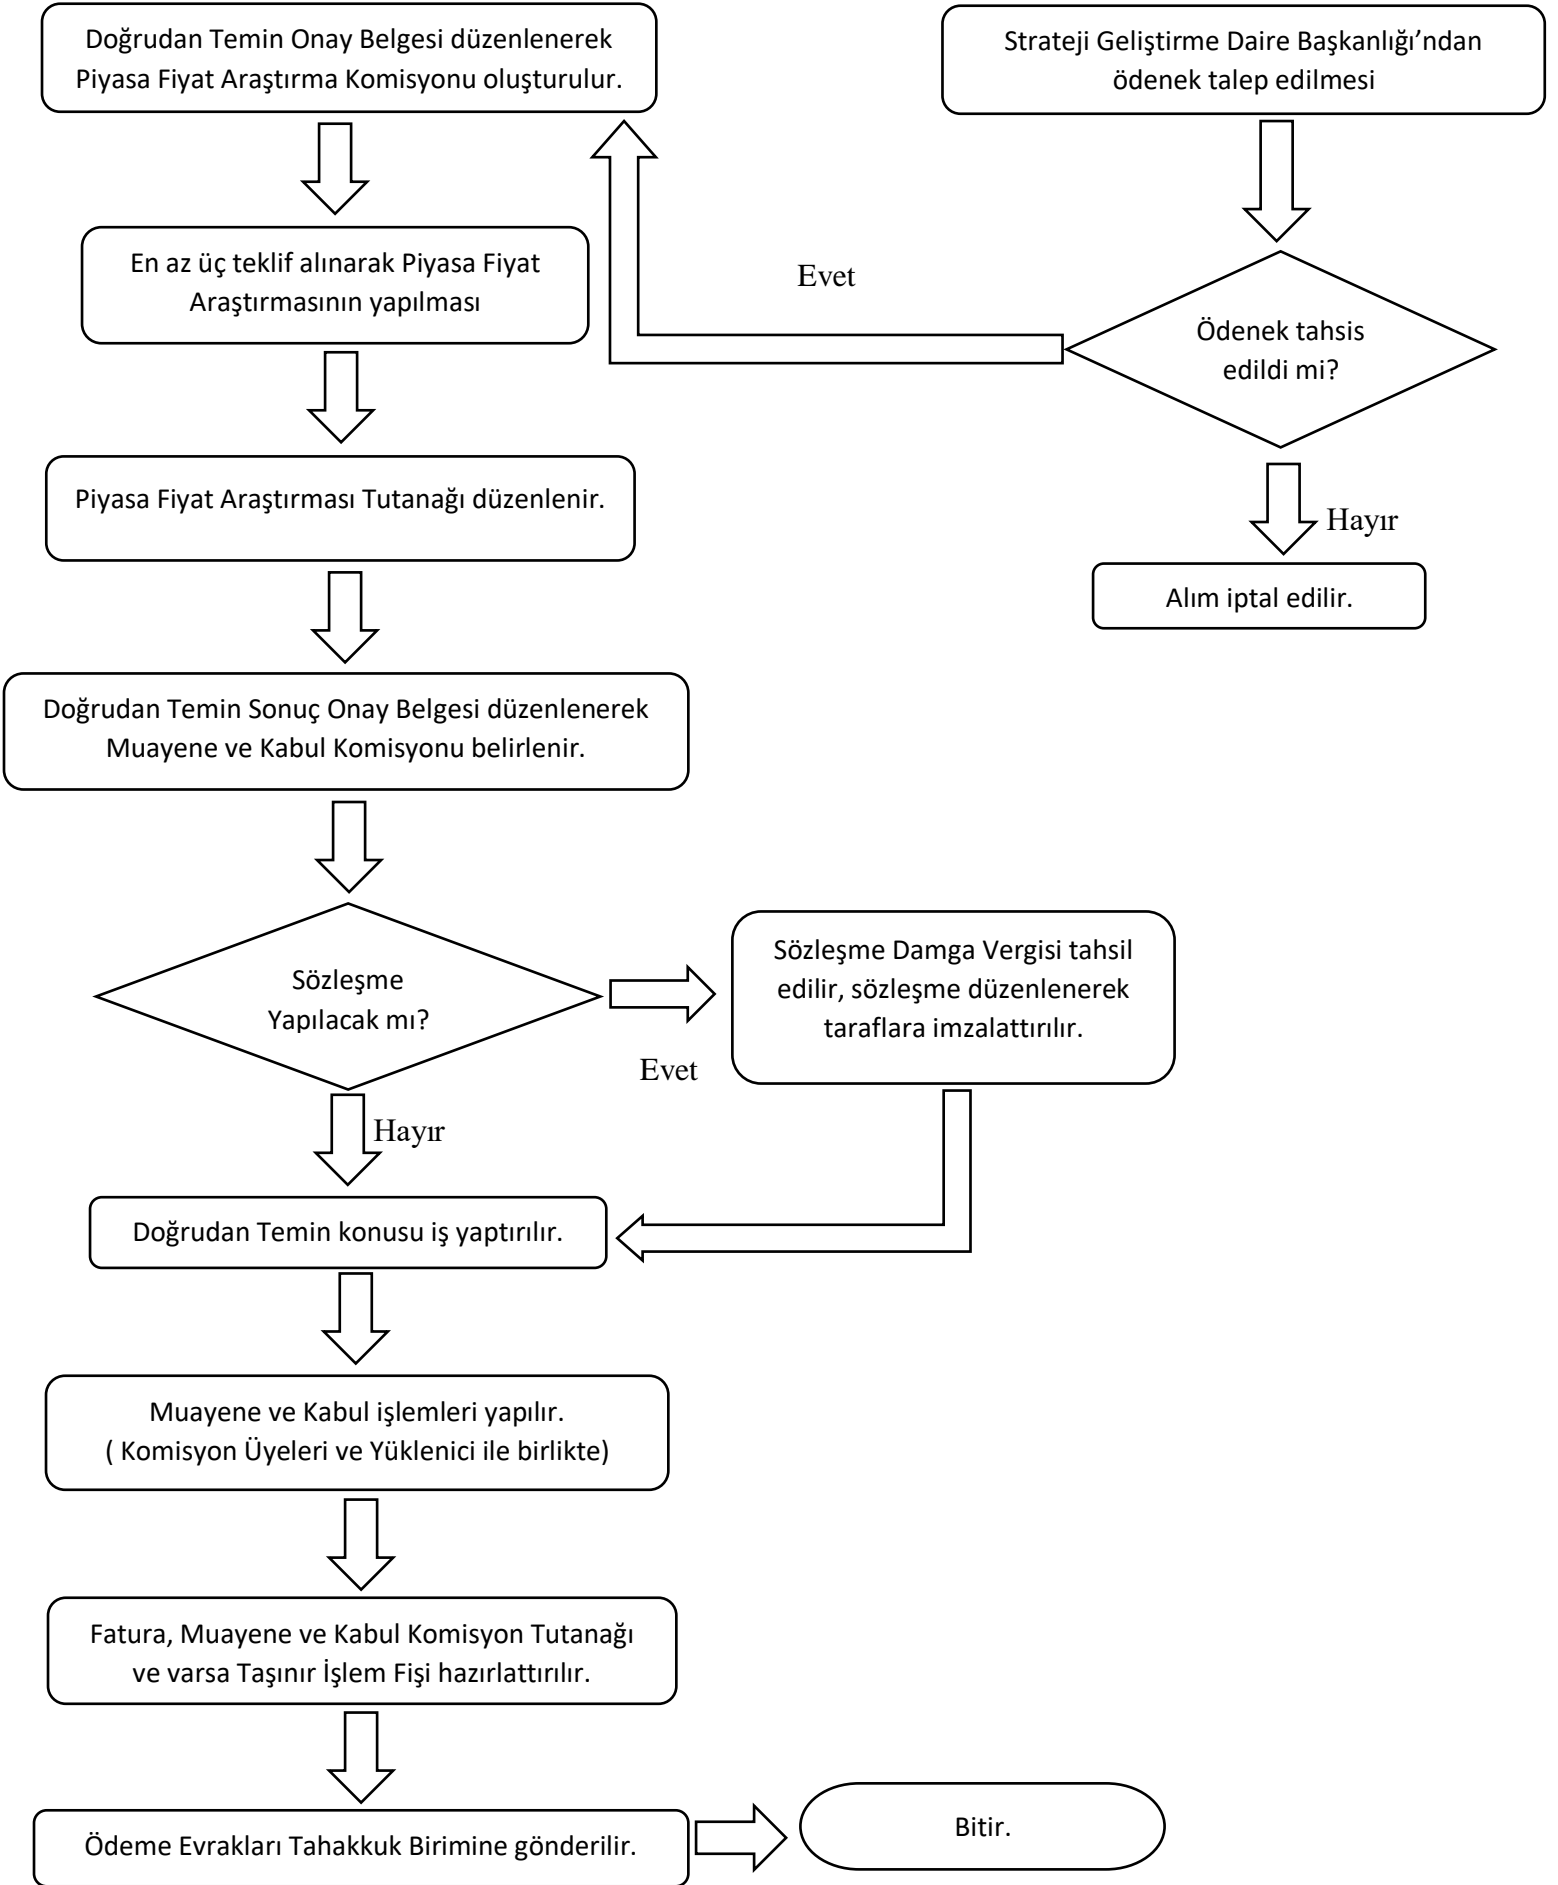 Doğrudan Temin Onay Belgesi düzenlenerek
Piyasa Fiyat Araştırma Komisyonu oluşturulur.
Strateji Geliştirme Daire Başkanlığı’ndan
ödenek talep edilmesi
En az üç teklif alınarak Piyasa Fiyat
Araştırmasının yapılması
Evet
Ödenek tahsis
edildi mi?
Piyasa Fiyat Araştırması Tutanağı düzenlenir.
Hayır
Alım iptal edilir.
Doğrudan Temin Sonuç Onay Belgesi düzenlenerek
Muayene ve Kabul Komisyonu belirlenir.
Sözleşme
Yapılacak mı?
Sözleşme Damga Vergisi tahsil
edilir, sözleşme düzenlenerek
taraflara imzalattırılır.
Evet
Hayır
Doğrudan Temin konusu iş yaptırılır.
Muayene ve Kabul işlemleri yapılır.
( Komisyon Üyeleri ve Yüklenici ile birlikte)
Fatura, Muayene ve Kabul Komisyon Tutanağı
ve varsa Taşınır İşlem Fişi hazırlattırılır.
Ödeme Evrakları Tahakkuk Birimine gönderilir.
Bitir.